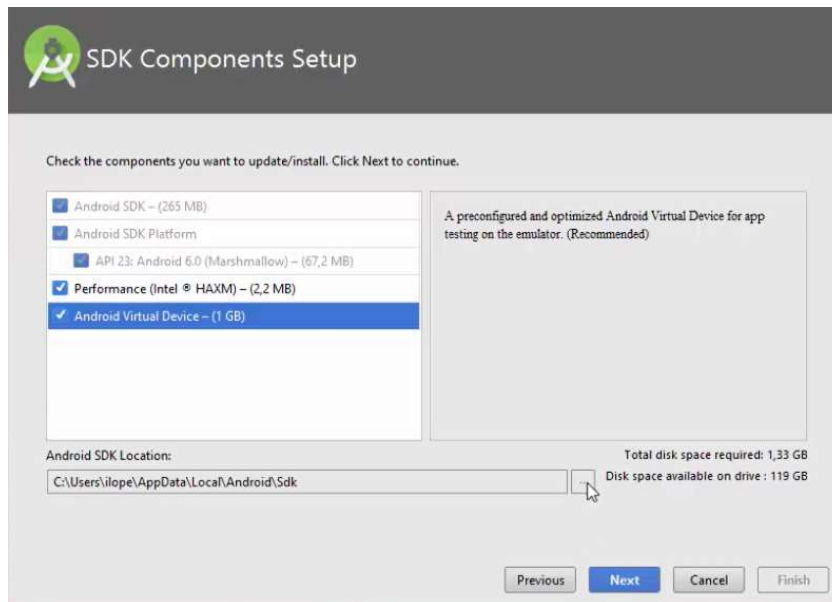 SDK Components Setup
Check the components you want to update/install. Click Next to continue.
Android SDK – (265 MB)
Android SDK Platform
API 23: Android 6.0 (Marshmallow) – (67,2 MB)
Performance (Intel ® HAXM) – (2,2 MB)
Android Virtual Device – (1 GB)
A preconfigured and optimized Android Virtual Device for app
testing on the emulator. (Recommended)
Android SDK Location:
Total disk space required: 1,33 GB
C:\Users\ilope\AppData\Local\Android\Sdk
...
Disk space available on drive : 119 GB
Previous
Next
Cancel
Finish